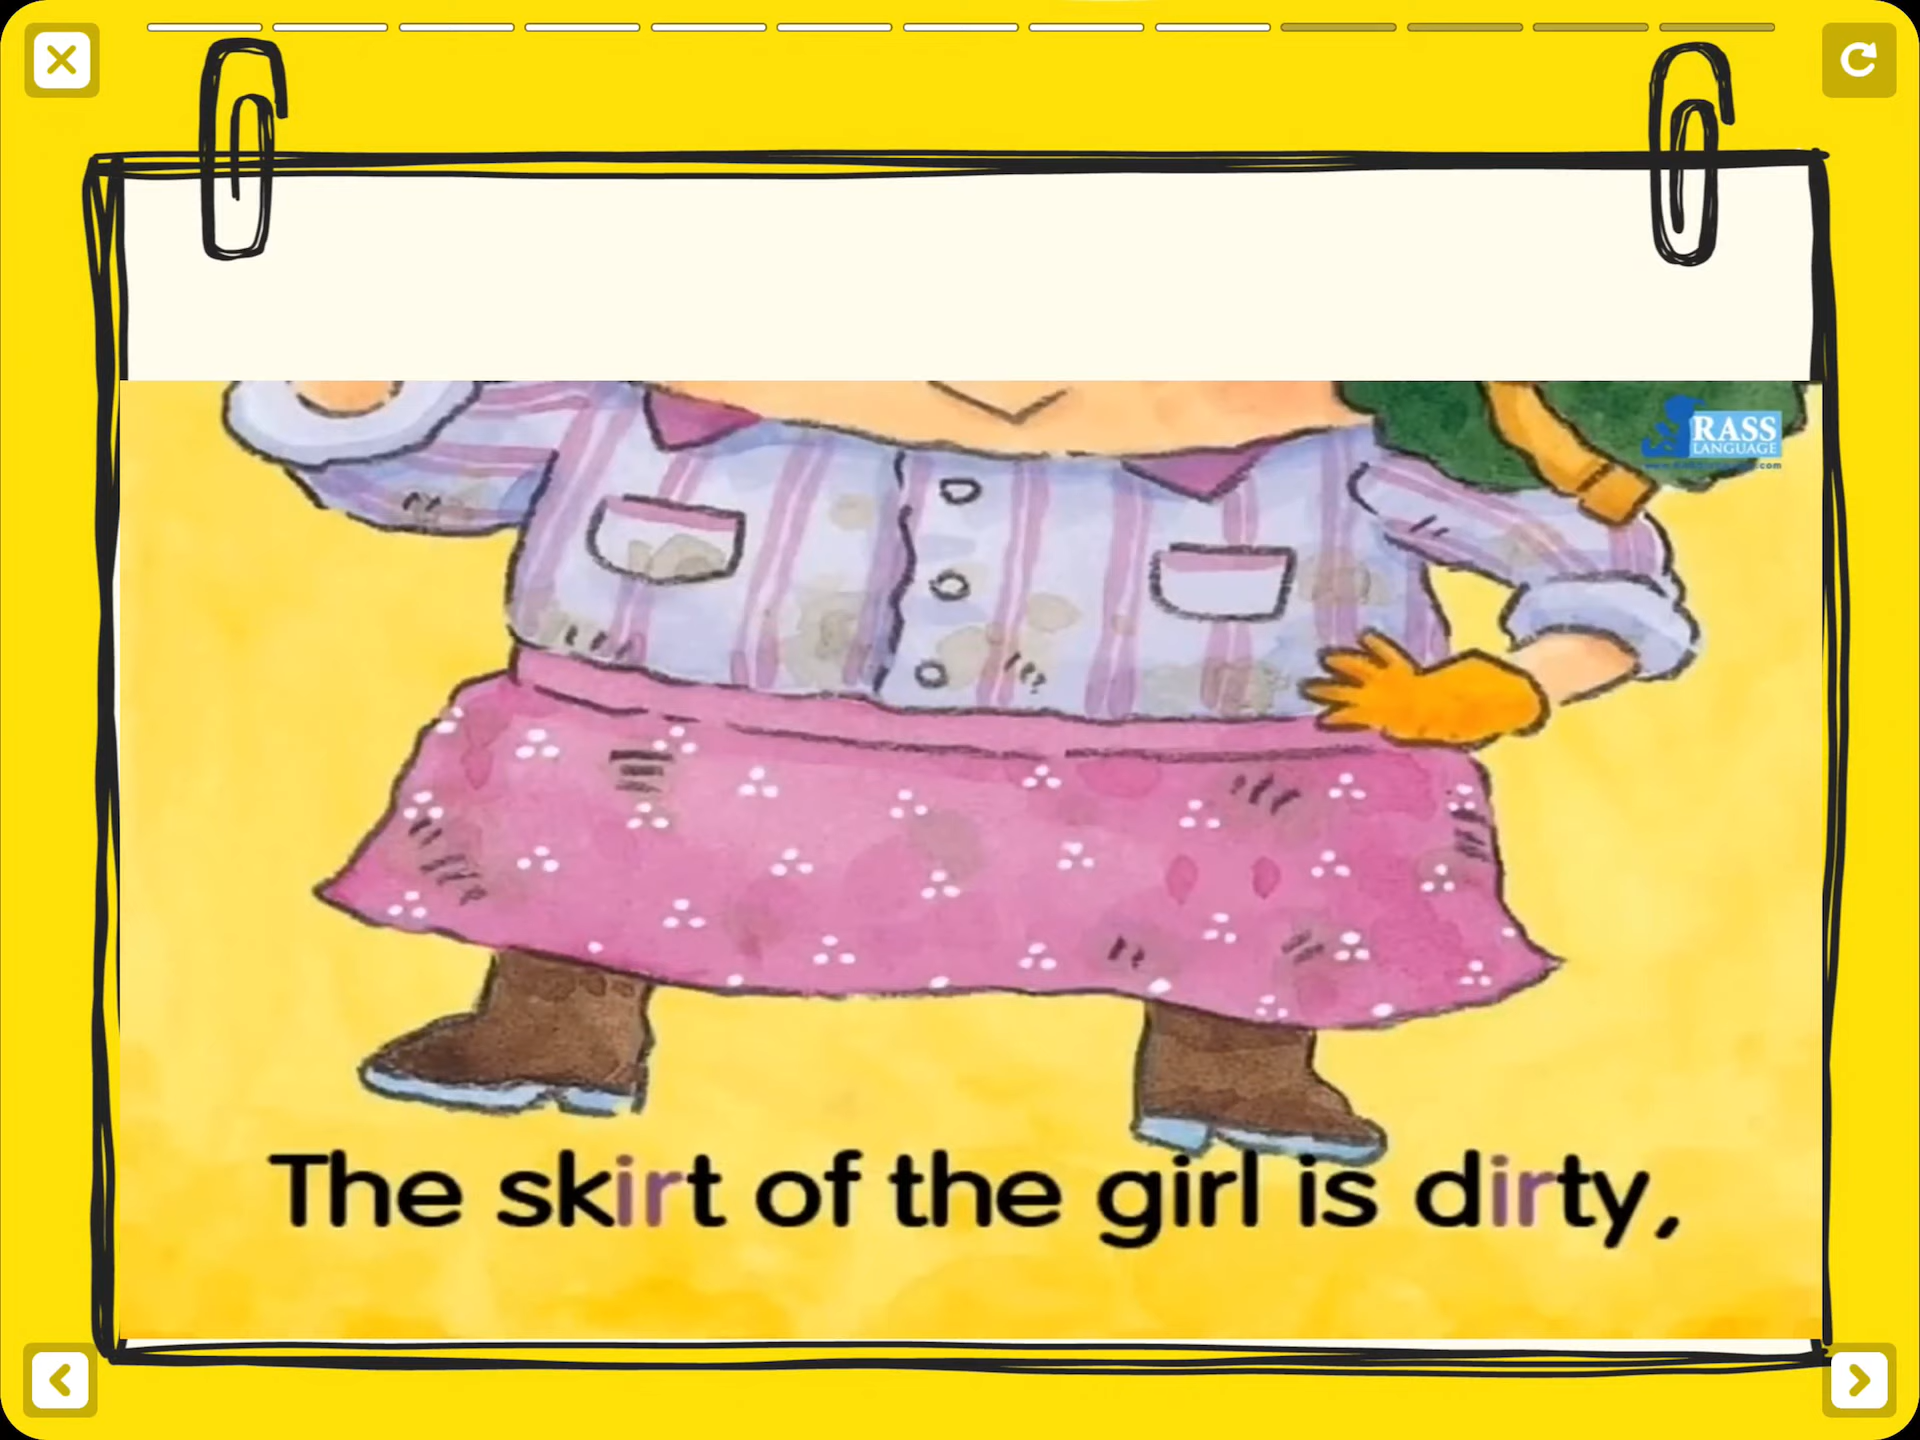 RASS
LANGUAGE
The skirt of the girl is dirty,